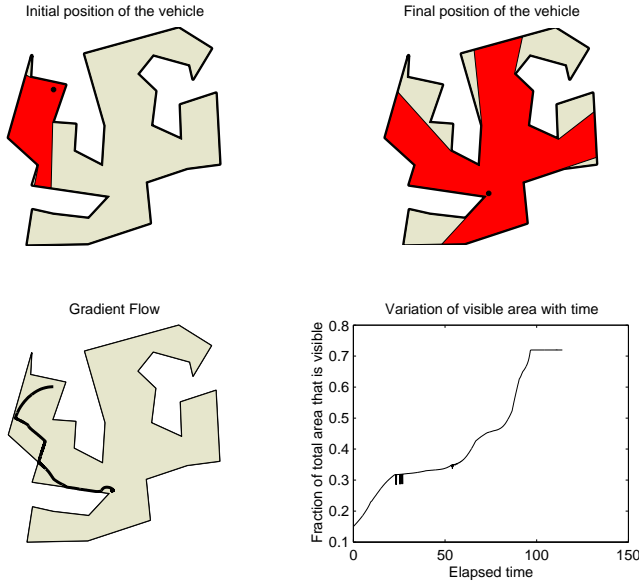 Initial position of the vehicle
Final position of the vehicle
Gradient Flow
Variation of visible area with time
Fraction of total area that is visible
0.8
0.7
0.6
0.5
0.4
0.3
0.2
0.1
0
50
100
150
Elapsed time